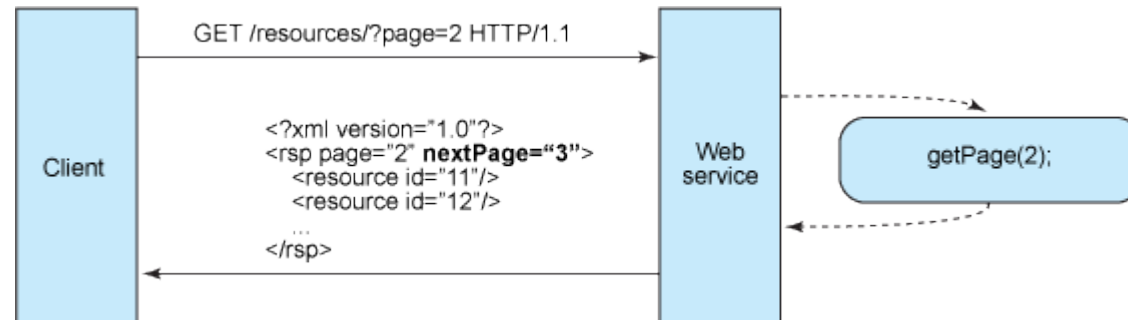 GET /resources/?page=2 HTTP/1.1
<?xml version="1.0"?>
<rsp page="2" nextPage=“3”>
<resource id="11"/>
<resource id="12"/>
...
</rsp>
Client
Web
service
getPage(2);